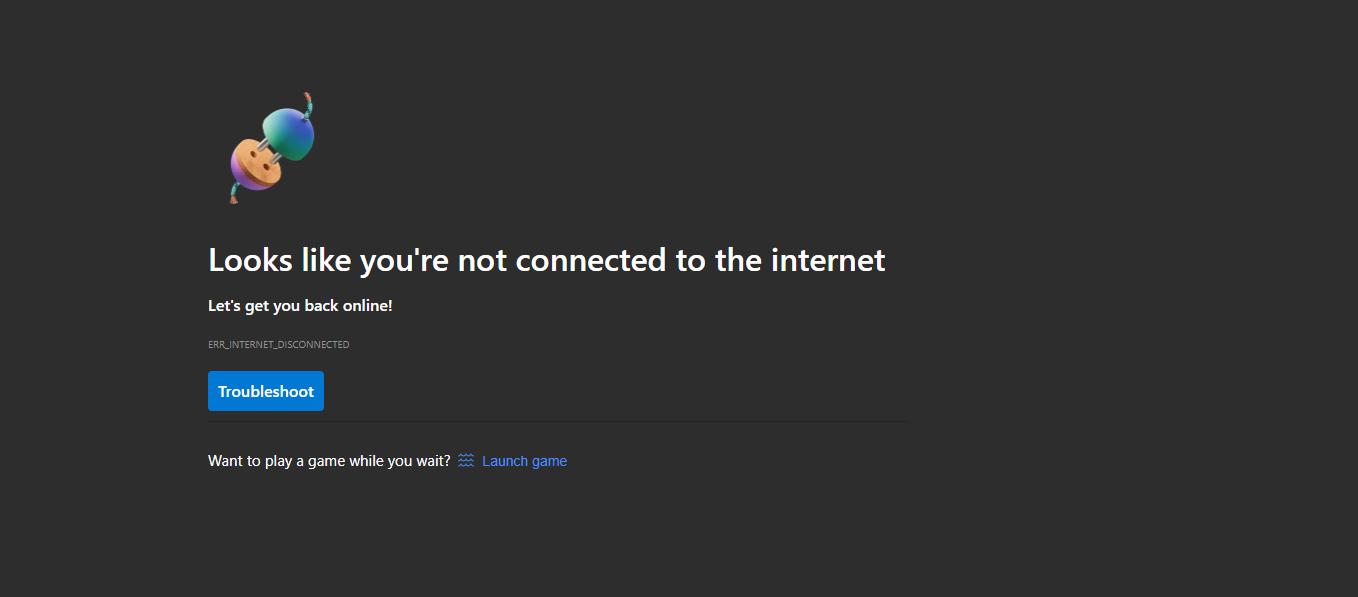 Looks like you're not connected to the internet
Let's get you back online!
ERR_INTERNET_DISCONNECTED
Troubleshoot
Want to play a game while you wait? Launch game